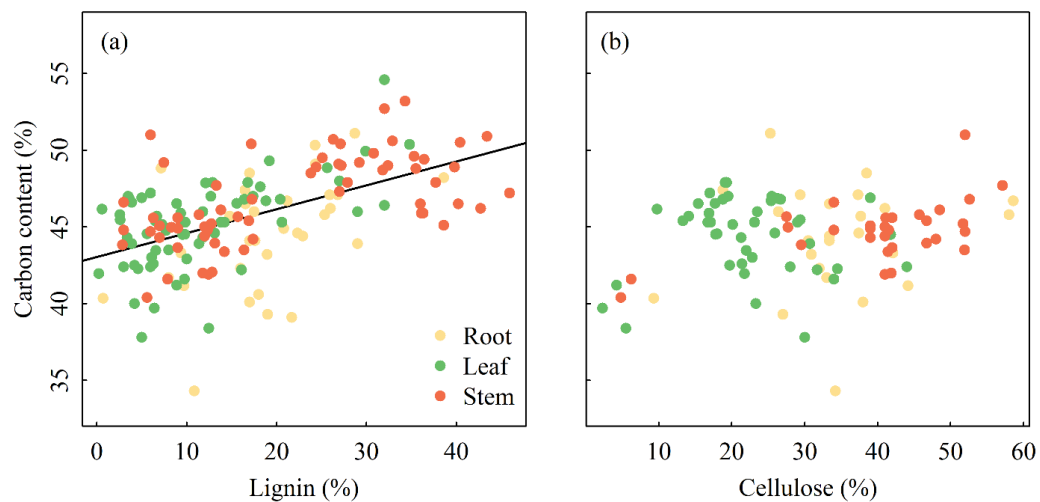 (a)
(b)
Carbon content (%)
55
50
45
40
35
Root
Leaf
Stem
0 10 20 30 40
10 20 30 40 50 60
Lignin (%)
Cellulose (%)